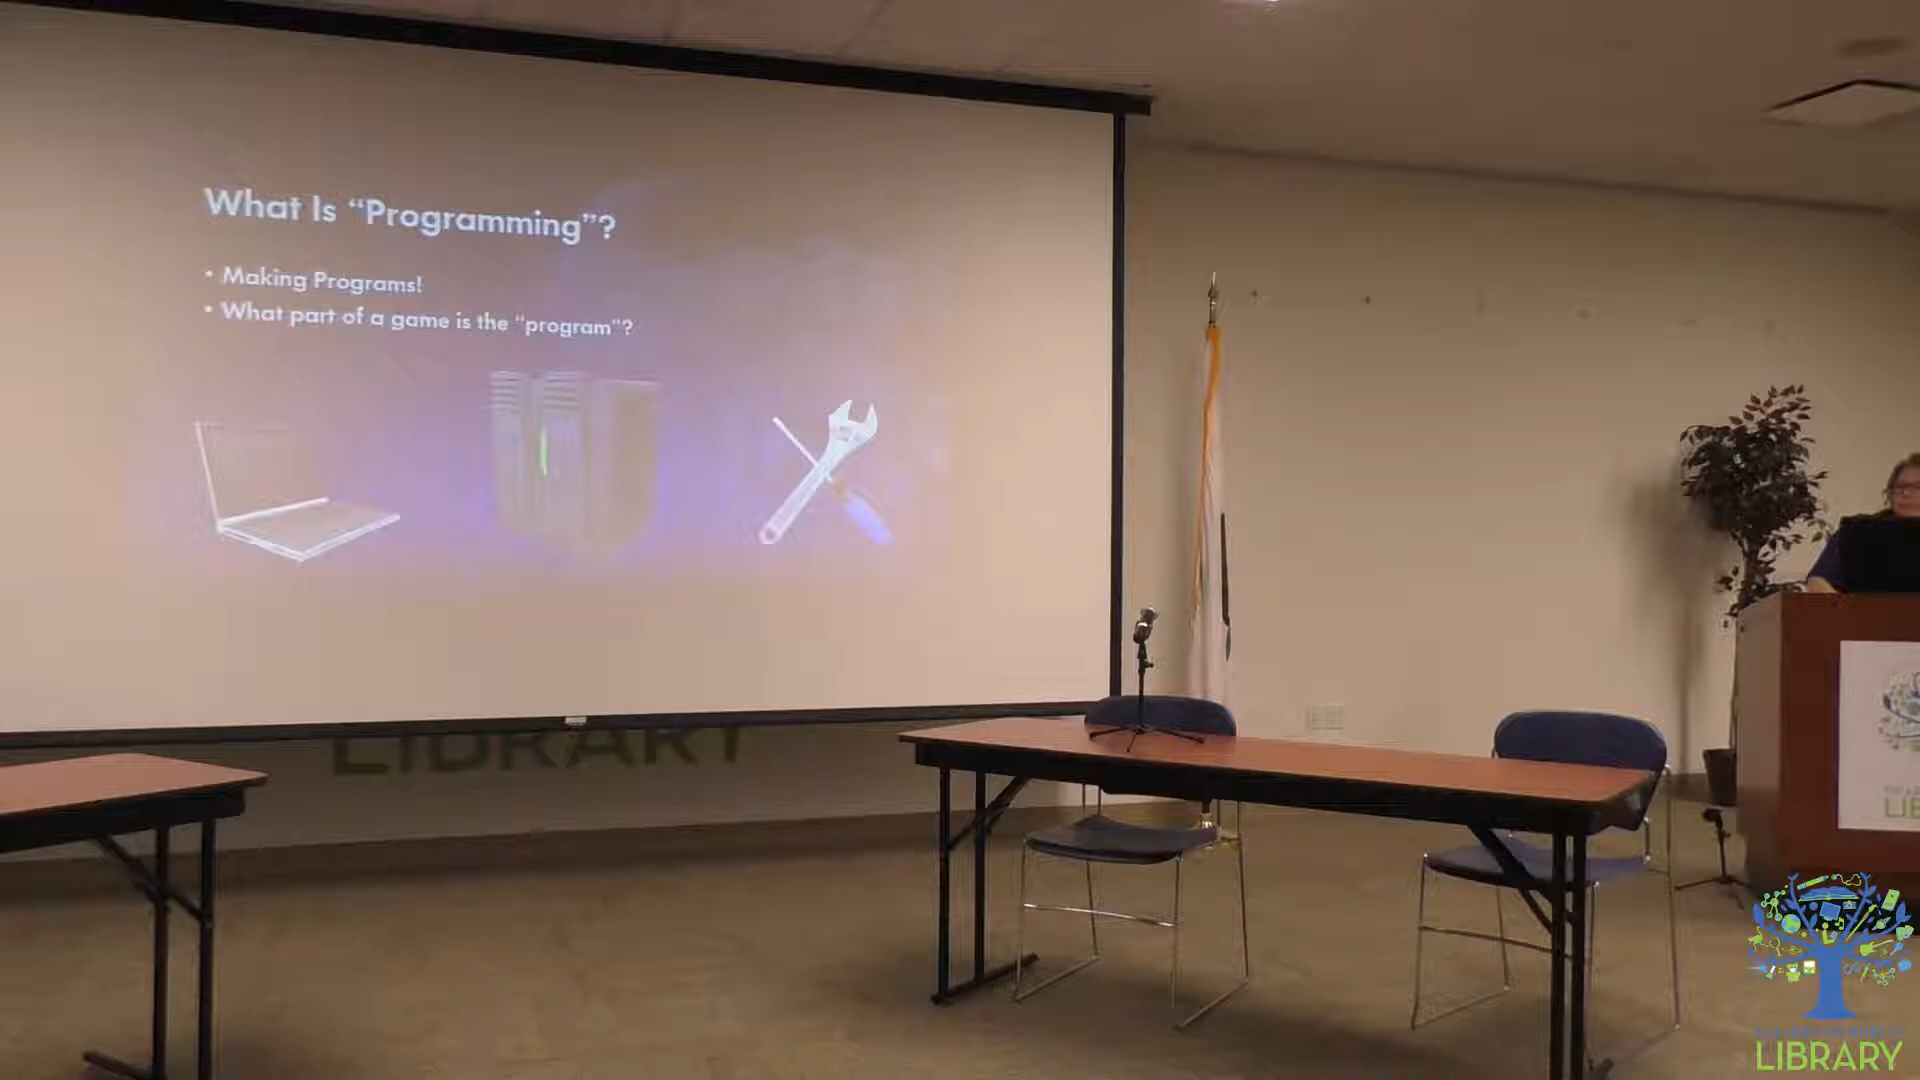 What Is “Programming”?
• Making Programs!
• What part of a game is the “program”?
LIBRARY
LIBRARY